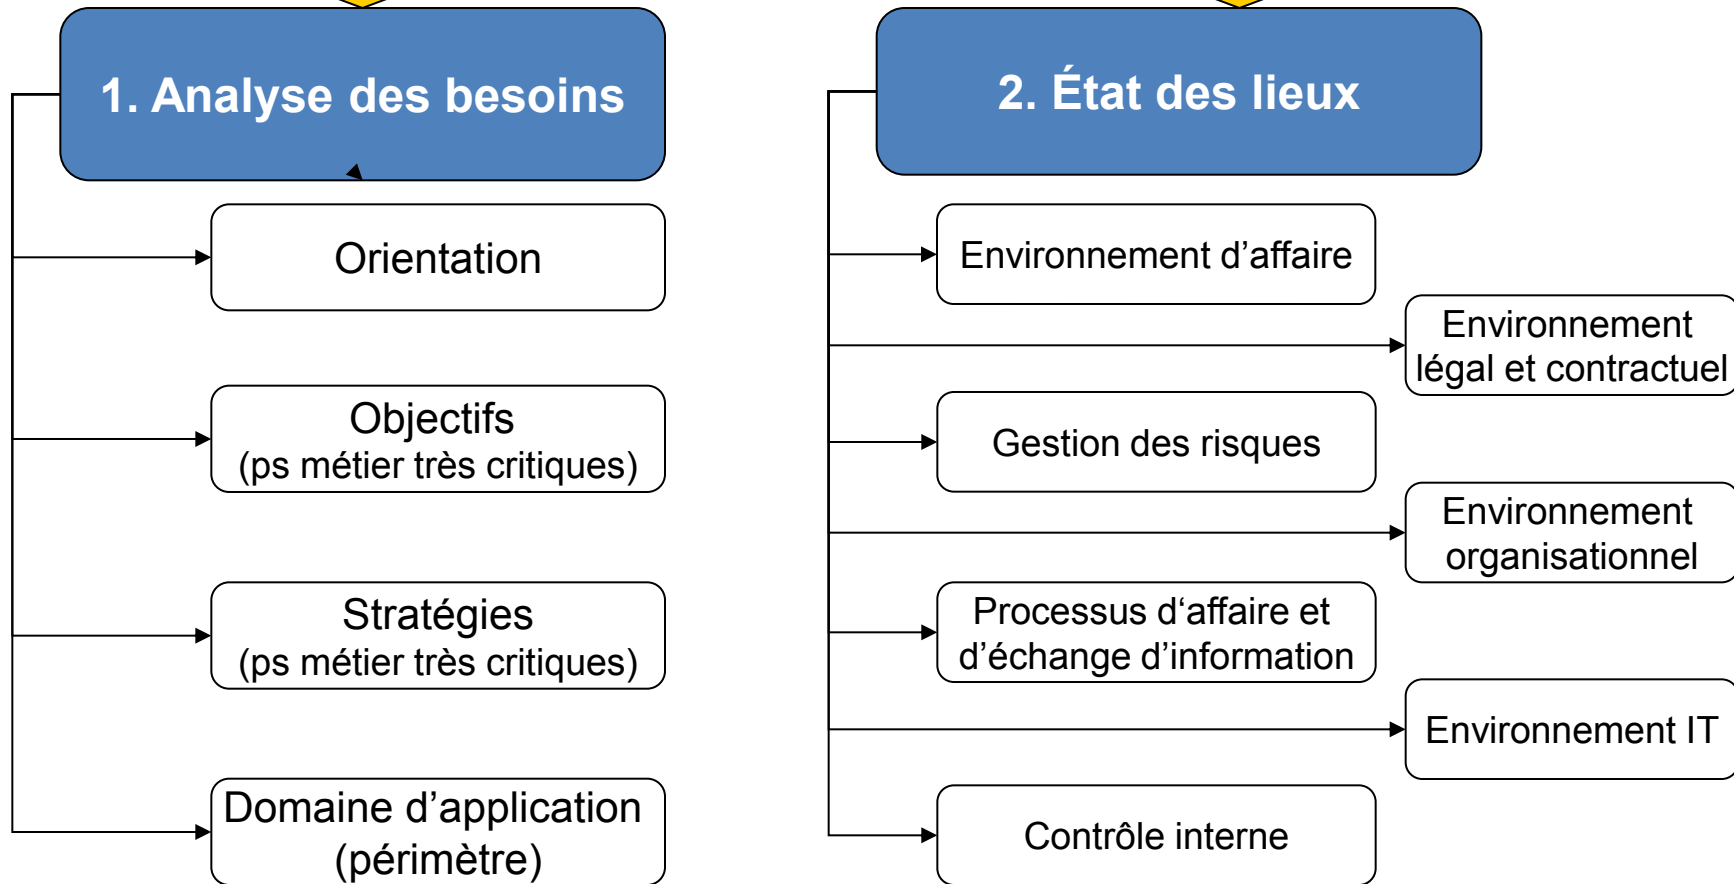 1. Analyse des besoins
Orientation
Objectifs
(ps métier très critiques)
Stratégies
(ps métier très critiques)
Domaine d’application
(périmètre)
2. État des lieux
Environnement d’affaire
Environnement
légal et contractuel
Gestion des risques
Environnement
organisationnel
Processus d‘affaire et
d’échange d’information
Environnement IT
Contrôle interne